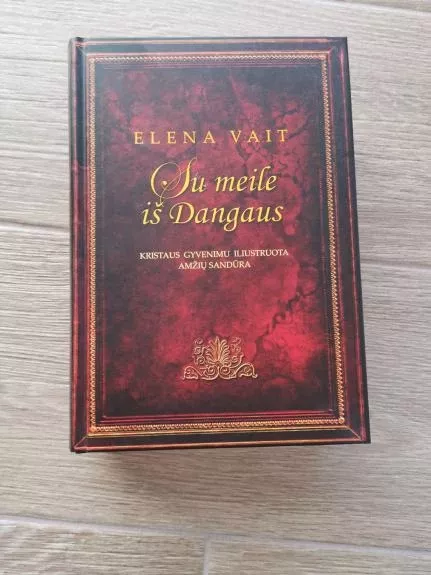 ELENA VAIT
Su meile
iš Dangaus
KRISTAUS GYVENIMU ILIUSTRUOTA
AMŽIŲ SANDŪRA